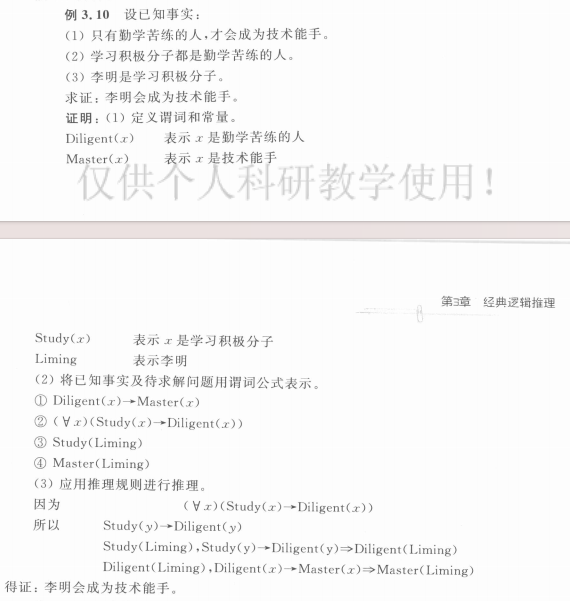 例 3.10 设已知事实：
(1) 只有勤学苦练的人，才会成为技术能手。
(2) 学习积极分子都是勤学苦练的人。
(3) 李明是学习积极分子。
求证：李明会成为技术能手。
证明：(1) 定义谓词和常量。
Diligent(x) 表示 x 是勤学苦练的人
Master(x) 表示 x 是技术能手
仅供个人科研教学使用！
第3章 经典逻辑推理
Study(x) 表示 x 是学习积极分子
Liming 表示李明
(2) 将已知事实及待求解问题用谓词公式表示。
① Diligent(x)→Master(x)
② (∀x)(Study(x)→Diligent(x))
③ Study(Liming)
④ Master(Liming)
(3) 应用推理规则进行推理。
因为 (∀x)(Study(x)→Diligent(x))
所以 Study(y)→Diligent(y)
Study(Liming),Study(y)→Diligent(y)⇒Diligent(Liming)
Diligent(Liming),Diligent(x)→Master(x)⇒Master(Liming)
得证：李明会成为技术能手。